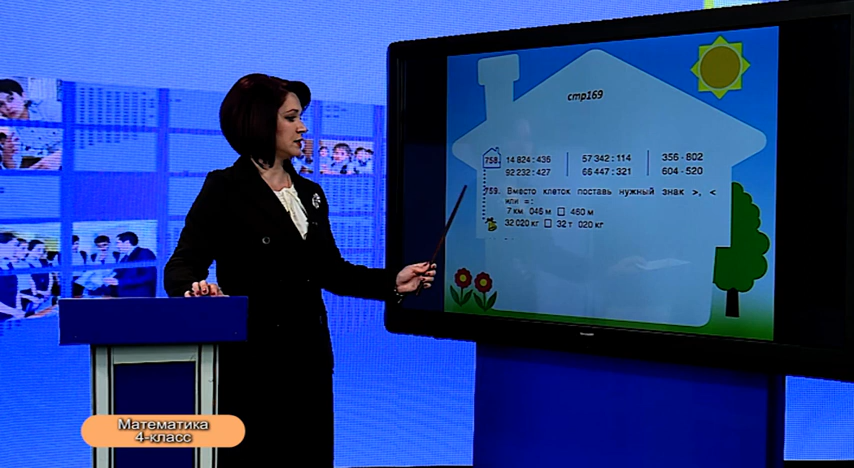 стр169
758. 14 824 : 436 57 342 : 114 356 · 802
92 232 : 427 66 447 : 321 604 · 520
759. Вместо клеток поставь нужный знак >, <
или =:
7 км 046 м □ 460 м
32 020 кг □ 32 т 020 кг
Математика
4-класс